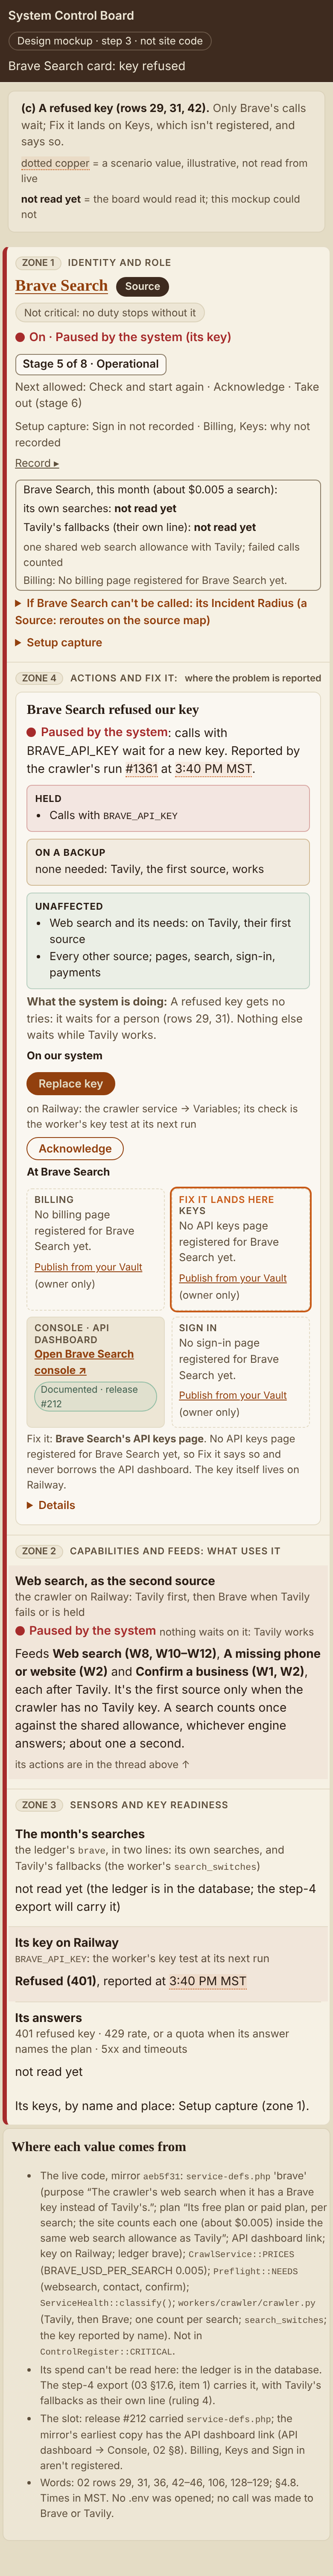 System Control Board
Design mockup · step 3 · not site code
Brave Search card: key refused
(c) A refused key (rows 29, 31, 42). Only Brave's calls
wait; Fix it lands on Keys, which isn't registered, and
says so.
dotted copper = a scenario value, illustrative, not read from
live
not read yet = the board would read it; this mockup could
not
ZONE 1 IDENTITY AND ROLE
Brave Search Source
Not critical: no duty stops without it
On · Paused by the system (its key)
Stage 5 of 8 · Operational
Next allowed: Check and start again · Acknowledge · Take
out (stage 6)
Setup capture: Sign in not recorded · Billing, Keys: why not
recorded
Record ▸
Brave Search, this month (about $0.005 a search):
its own searches: not read yet
Tavily's fallbacks (their own line): not read yet
one shared web search allowance with Tavily; failed calls
counted
Billing: No billing page registered for Brave Search yet.
▶ If Brave Search can't be called: its Incident Radius (a
Source: reroutes on the source map)
▶ Setup capture
ZONE 4 ACTIONS AND FIX IT: where the problem is reported
Brave Search refused our key
Paused by the system: calls with
BRAVE_API_KEY wait for a new key. Reported by
the crawler's run #1361 at 3:40 PM MST.
HELD
• Calls with BRAVE_API_KEY
ON A BACKUP
none needed: Tavily, the first source, works
UNAFFECTED
• Web search and its needs: on Tavily, their first
source
• Every other source; pages, search, sign-in,
payments
What the system is doing: A refused key gets no
tries: it waits for a person (rows 29, 31). Nothing else
waits while Tavily works.
On our system
Replace key
on Railway: the crawler service → Variables; its check is
the worker's key test at its next run
Acknowledge
At Brave Search
BILLING
No billing page
registered for Brave
Search yet.
Publish from your Vault
(owner only)
FIX IT LANDS HERE
KEYS
No API keys page
registered for Brave
Search yet.
Publish from your Vault
(owner only)
CONSOLE · API
DASHBOARD
Open Brave Search
console ↗
Documented · release
#212
SIGN IN
No sign-in page
registered for Brave
Search yet.
Publish from your Vault
(owner only)
Fix it: Brave Search's API keys page. No API keys page
registered for Brave Search yet, so Fix it says so and
never borrows the API dashboard. The key itself lives on
Railway.
▶ Details
ZONE 2 CAPABILITIES AND FEEDS: WHAT USES IT
Web search, as the second source
the crawler on Railway: Tavily first, then Brave when Tavily
fails or is held
Paused by the system nothing waits on it: Tavily works
Feeds Web search (W8, W10–W12), A missing phone
or website (W2) and Confirm a business (W1, W2),
each after Tavily. It's the first source only when the
crawler has no Tavily key. A search counts once
against the shared allowance, whichever engine
answers; about one a second.
its actions are in the thread above ↑
ZONE 3 SENSORS AND KEY READINESS
The month's searches
the ledger's brave, in two lines: its own searches, and
Tavily's fallbacks (the worker's search_switches)
not read yet (the ledger is in the database; the step-4
export will carry it)
Its key on Railway
BRAVE_API_KEY: the worker's key test at its next run
Refused (401), reported at 3:40 PM MST
Its answers
401 refused key · 429 rate, or a quota when its answer
names the plan · 5xx and timeouts
not read yet
Its keys, by name and place: Setup capture (zone 1).
Where each value comes from
• The live code, mirror aeb5f31: service-defs.php 'brave'
(purpose “The crawler's web search when it has a Brave
key instead of Tavily's.”; plan “Its free plan or paid plan, per
search; the site counts each one (about $0.005) inside the
same web search allowance as Tavily”; API dashboard link;
key on Railway; ledger brave); CrawlService::PRICES
(BRAVE_USD_PER_SEARCH 0.005); Preflight::NEEDS
(websearch, contact, confirm);
ServiceHealth::classify(); workers/crawler/crawler.py
(Tavily, then Brave; one count per search; search_switches;
the key reported by name). Not in
ControlRegister::CRITICAL.
• Its spend can't be read here: the ledger is in the database.
The step-4 export (03 §17.6, item 1) carries it, with Tavily's
fallbacks as their own line (ruling 4).
• The slot: release #212 carried service-defs.php; the
mirror's earliest copy has the API dashboard link (API
dashboard → Console, 02 §8). Billing, Keys and Sign in
aren't registered.
• Words: 02 rows 29, 31, 36, 42–46, 106, 128–129; §4.8.
Times in MST. No .env was opened; no call was made to
Brave or Tavily.